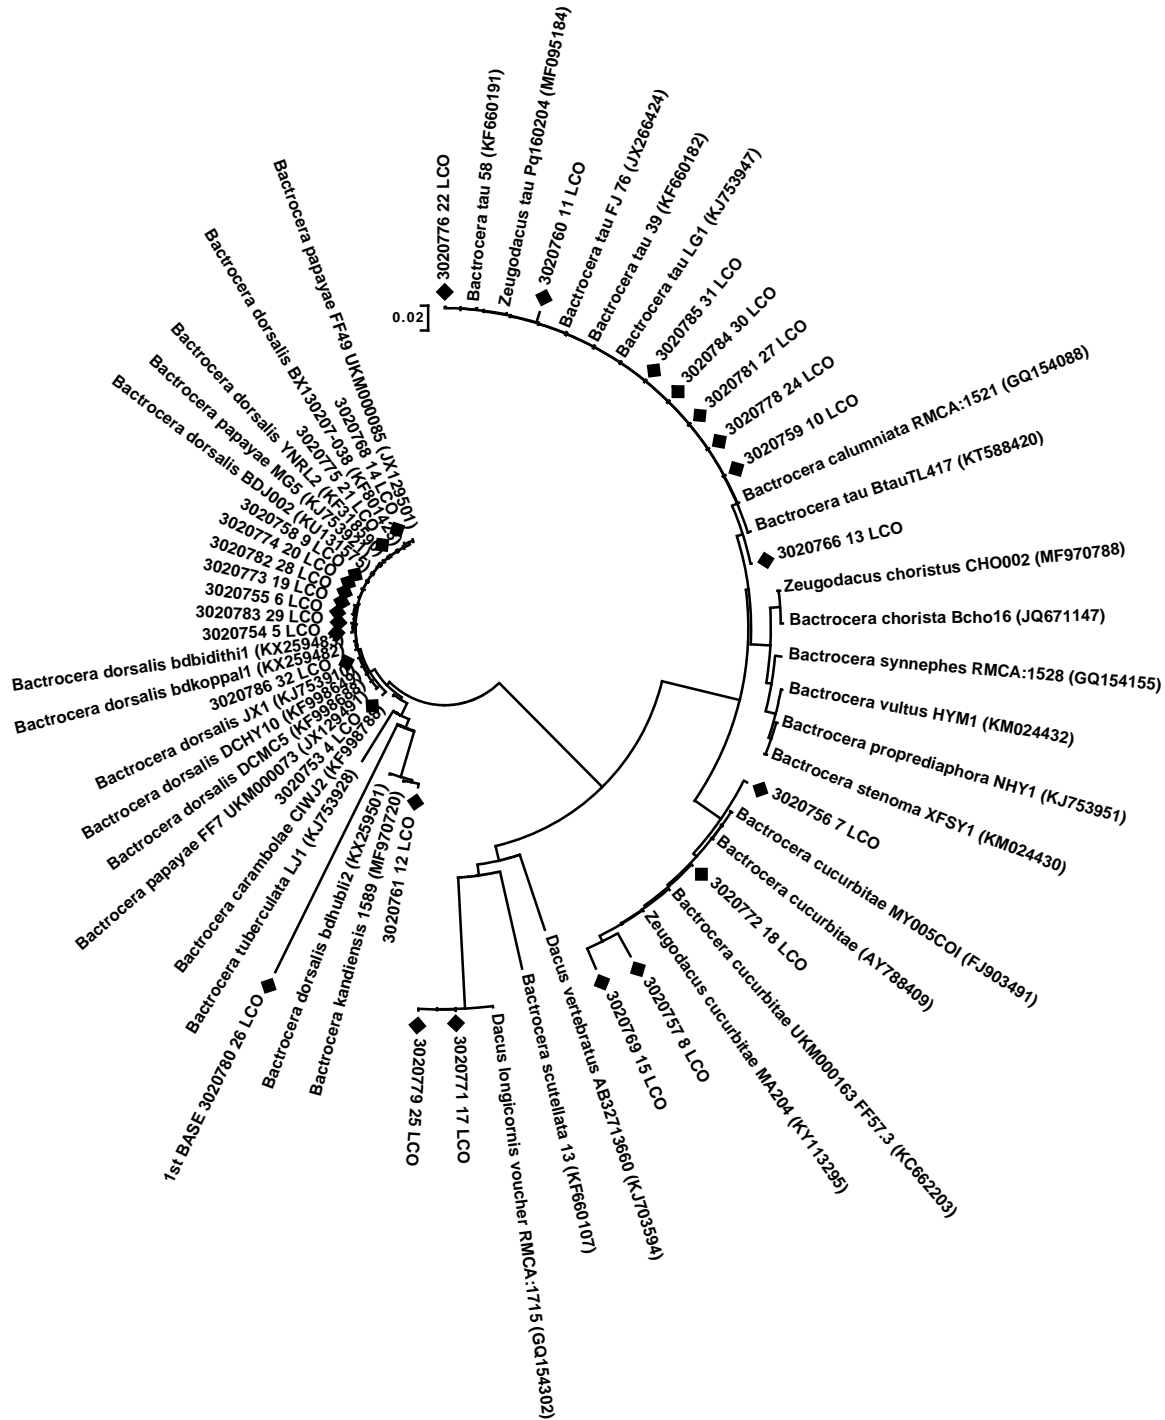 3020776 22 LCO
Bactrocera tau 58 (KF660191)
Zeugodacus tau Pq160204 (MF095184)
3020760 11 LCO
Bactrocera tau FJ 76 (JX266424)
Bactrocera tau 39 (KF660182)
Bactrocera tau LG1 (KJ753947)
3020785 31 LCO
3020784 30 LCO
3020781 27 LCO
3020778 24 LCO
3020759 10 LCO
Bactrocera calumniata RMCA:1521 (GQ154088)
Bactrocera tau BtauTL417 (KT588420)
3020766 13 LCO
Zeugodacus choristus CHO002 (MF970788)
Bactrocera chorista Bcho16 (JQ671147)
Bactrocera synnephes RMCA:1528 (GQ154155)
Bactrocera vultus HYM1 (KM024432)
Bactrocera proprediaphora NHY1 (KJ753951)
Bactrocera stenoma XFSY1 (KM024430)
3020756 7 LCO
Bactrocera cucurbitae MY005COI (FJ903491)
Bactrocera cucurbitae (AY788409)
3020772 18 LCO
Bactrocera cucurbitae UKM000163 FF57.3 (KC662203)
Zeugodacus cucurbitae MA204 (KY113295)
3020757 8 LCO
3020769 15 LCO
Dacus vertebratus AB32713660 (KJ703594)
Bactrocera scutellata 13 (KF660107)
Dacus longicornis voucher RMCA:1715 (GQ154302)
3020771 17 LCO
3020779 25 LCO
3020761 12 LCO
Bactrocera kandiensis 1589 (MF970720)
Bactrocera dorsalis bdhubli2 (KX259501)
1st BASE 3020780 26 LCO
Bactrocera tuberculata LJ1 (KJ753928)
Bactrocera carambolae CIWJ2 (KF998788)
3020753 4 LCO
Bactrocera papayae FF7 UKM000073 (JX129491)
Bactrocera dorsalis DCMC5
Bactrocera dorsalis DCHY10
Bactrocera dorsalis JX1
3020786 32 LCO
Bactrocera dorsalis bdkoppal1 (KX259482)
Bactrocera dorsalis bdbidithi1 (KX259483)
3020754 5 LCO
3020783 29 LCO
3020755 6 LCO
3020773 19 LCO
3020782 28 LCO
3020774 20 LCO
3020758 9 LCO
Bactrocera dorsalis BDJ002
Bactrocera papayae MG5
Bactrocera dorsalis YNRL2
3020775 21 LCO
Bactrocera dorsalis BX130207-038
3020768 14 LCO
Bactrocera papayae FF49 UKM000085 (JX129501)
0.02